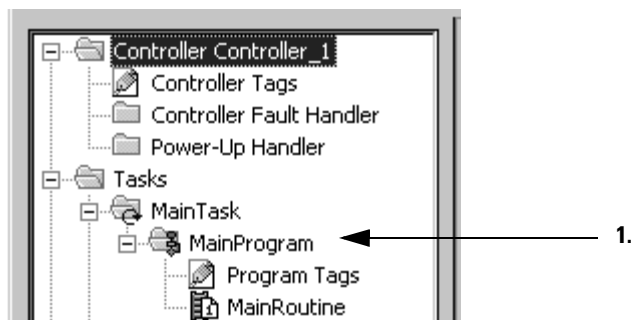 Controller Controller_1
Controller Tags
Controller Fault Handler
Power-Up Handler
Tasks
MainTask
MainProgram 1.
Program Tags
MainRoutine